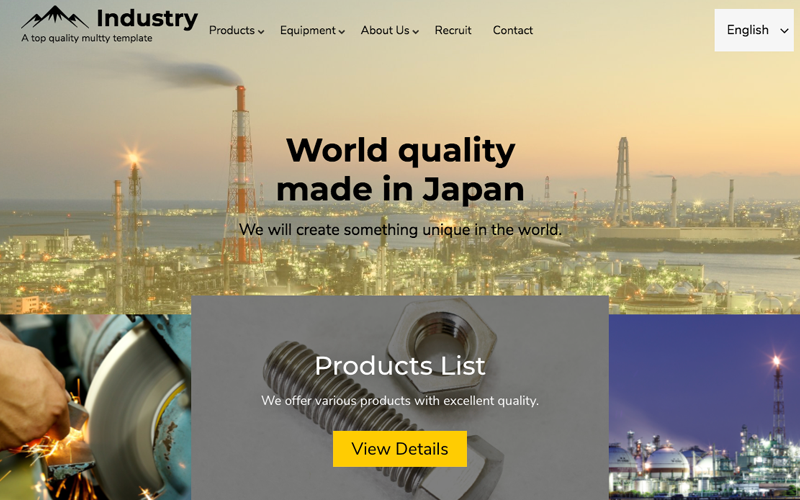 Industry
A top quality multty template
Products
Equipment
About Us
Recruit
Contact
English
World quality
made in Japan
We will create something unique in the world.
Products List
We offer various products with excellent quality.
View Details